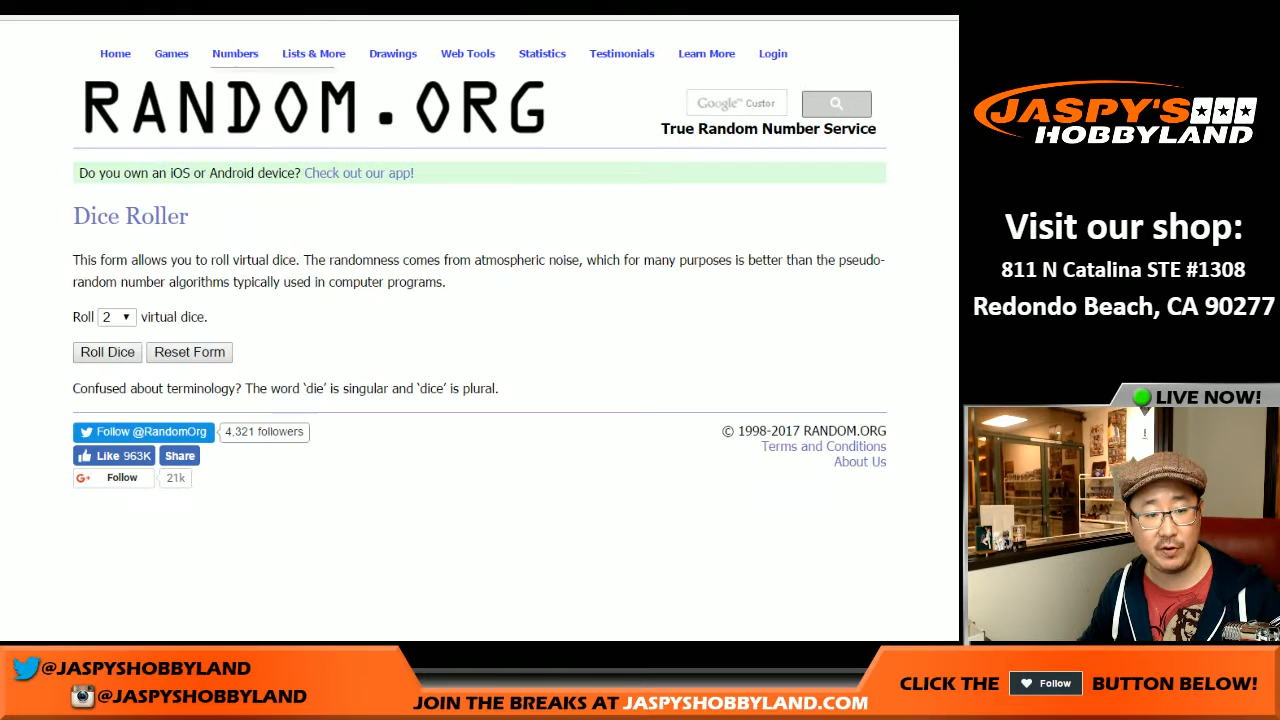 Home Games Numbers Lists & More Drawings Web Tools Statistics Testimonials Learn More Login
RANDOM.ORG
Google™ Custor
True Random Number Service
Do you own an iOS or Android device? Check out our app!
Dice Roller
This form allows you to roll virtual dice. The randomness comes from atmospheric noise, which for many purposes is better than the pseudo-
random number algorithms typically used in computer programs.
Roll 2 virtual dice.
Roll Dice Reset Form
Confused about terminology? The word ‘die’ is singular and ‘dice’ is plural.
Follow @RandomOrg 4,321 followers
Like 963K Share
G+ Follow 21k
© 1998-2017 RANDOM.ORG
Terms and Conditions
About Us
JASPY'S
HOBBYLAND
Visit our shop:
811 N Catalina STE #1308
Redondo Beach, CA 90277
LIVE NOW!
@JASPYSHOBBYLAND
@JASPYSHOBBYLAND
JOIN THE BREAKS AT JASPYSHOBBYLAND.COM
CLICK THE Follow BUTTON BELOW!